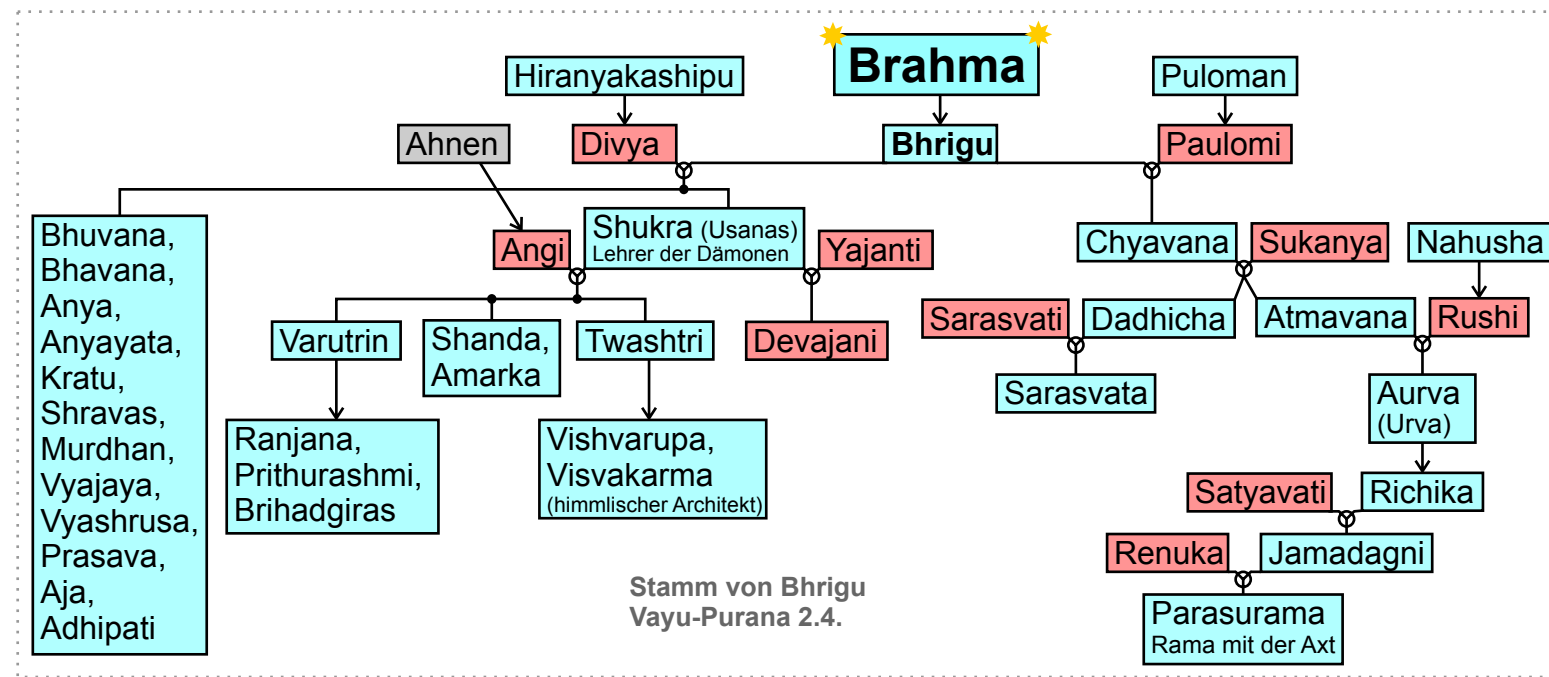 Brahma
Hiranyakashipu
Puloman
Ahnen
Divya
Bhrigu
Paulomi
Bhuvana,
Bhavana,
Anya,
Anyayata,
Kratu,
Shravas,
Murdhan,
Vyajaya,
Vyashrusa,
Prasava,
Aja,
Adhipati
Angi
Shukra (Usanas)
Lehrer der Dämonen
Yajanti
Chyavana
Sukanya
Nahusha
Varutrin
Shanda,
Amarka
Twashtri
Devajani
Sarasvati
Dadhicha
Atmavana
Rushi
Sarasvata
Aurva
(Urva)
Ranjana,
Prithurashmi,
Brihadgiras
Vishvarupa,
Visvakarma
(himmlischer Architekt)
Satyavati
Richika
Renuka
Jamadagni
Parasurama
Rama mit der Axt
Stamm von Bhrigu
Vayu-Purana 2.4.